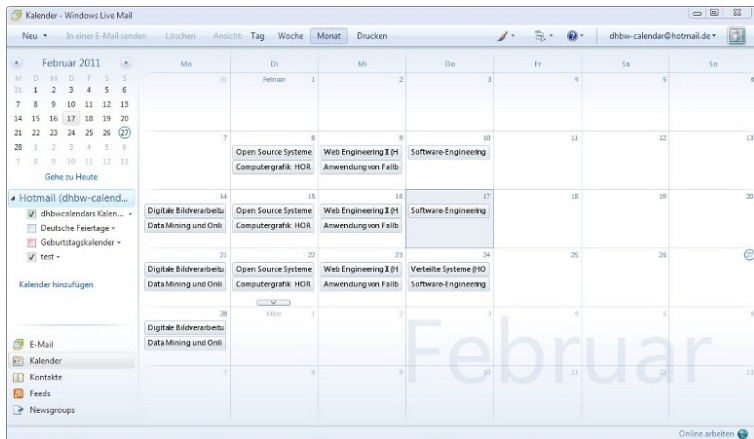 Kalender - Windows Live Mail
Neu In einer E-Mail senden Löschen Ansicht: Tag Woche Monat Drucken dhbw-calendar@hotmail.de
Februar 2011
M D M D F S S
31 1 2 3 4 5 6
7 8 9 10 11 12 13
14 15 16 17 18 19 20
21 22 23 24 25 26 27
28 1 2 3 4 5 6
7 8 9 10 11 12 13
Gehe zu Heute
Hotmail (dhbw-calend...
dhbwcalendars Kalen...
Deutsche Feiertage
Geburtstagskalender
test
Kalender hinzufügen
E-Mail
Kalender
Kontakte
Feeds
Newsgroups
Mo Di Mi Do Fr Sa So
31 Februar 1 2 3 4 5 6
7 8 9 10 11 12 13
Open Source Systeme Web Engineering I (H Software-Engineering
Computergrafik HOR Anwendung von Fallb
14 15 16 17 18 19 20
Digitale Bildverarbeitu Open Source Systeme Web Engineering I (H Software-Engineering
Data Mining und Onli Computergrafik HOR Anwendung von Fallb
21 22 23 24 25 26 27
Digitale Bildverarbeitu Open Source Systeme Web Engineering I (H Verteilte Systeme (HO
Data Mining und Onli Computergrafik HOR Anwendung von Fallb Software-Engineering
28 März 1 2 3 4 5 6
Digitale Bildverarbeitu
Data Mining und Onli
7 8 9 10 11 12 13
Februar
Online arbeiten